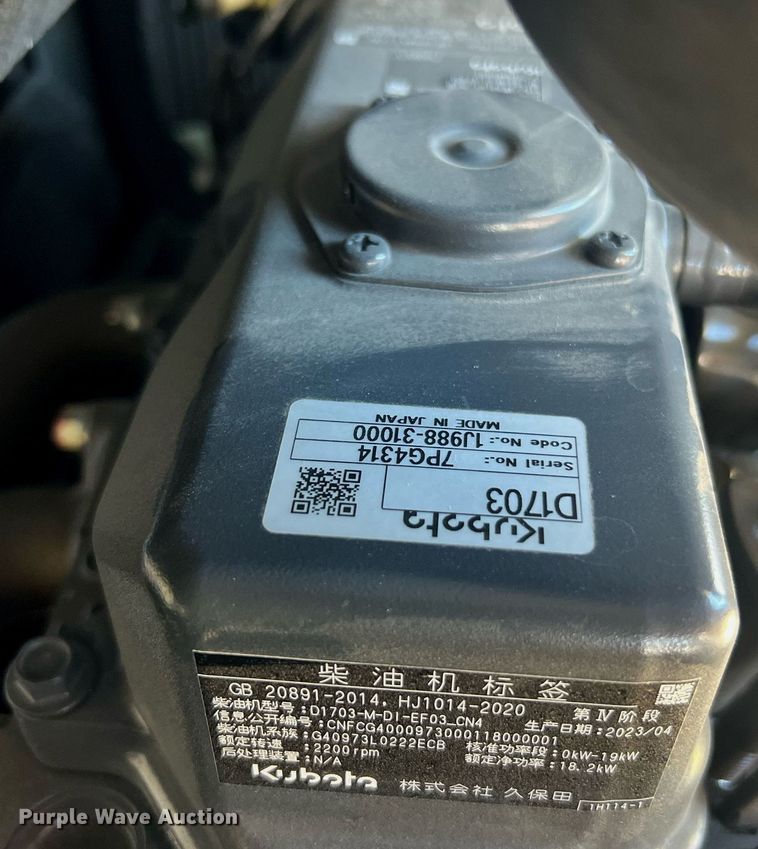 Kubota
D1703
Serial No.: 7PG4314
Code No.: 1J988-31000
MADE IN JAPAN
柴油机标签
GB 20891-2014, HJ1014-2020 第Ⅳ阶段
柴油机型号: D1703-M-DI-EF03_CN4 生产日期: 2023/04
信息公开编号: CNFCG40009730001180000001
柴油机系族: G40973L0222ECB 核准功率段: 0kW-19kW
额定转速: 2200rpm 额定净功率: 18.2kW
后处理装置: N/A
Kubota 株式会社 久保田
1H114-1
Purple Wave Auction